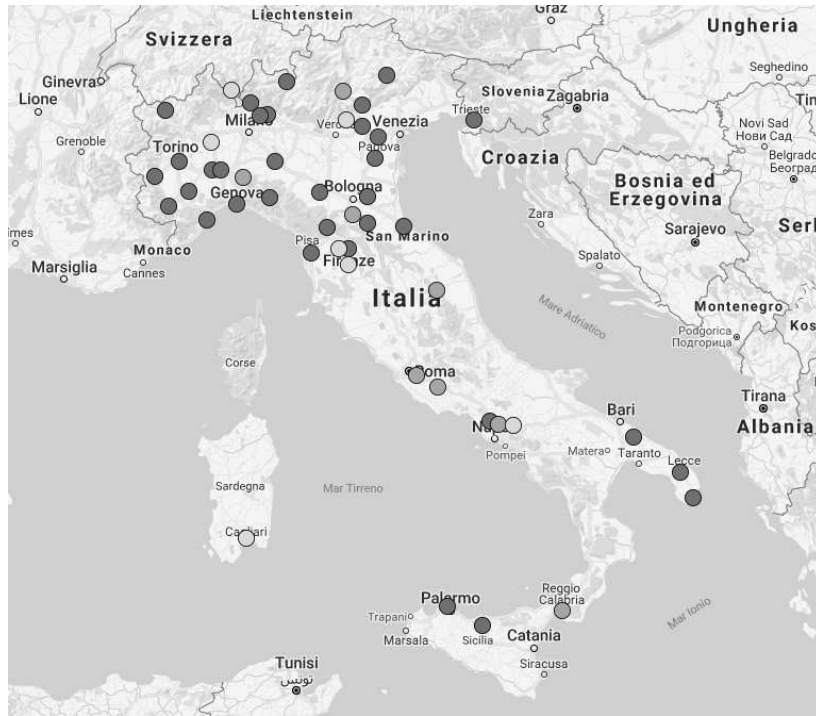 Graz
Liechtenstein
Svizzera
Ungheria
Ginevra
Seghedino
Lione
Slovenia
Zagabria
Milano
Trieste
Venezia
Grenoble
Torino
Padova
Novi Sad
Нови Сад
Croazia
Belgrado
Београд
Genova
Bologna
Bosnia ed
Erzegovina
Zara
San Marino
Sarajevo
Monaco
Pisa
Marsiglia
Cannes
Firenze
Spalato
Italia
Mare Adriatico
Montenegro
Corse
Podgorica
Подгорица
Roma
Tirana
Bari
Albania
Matera
Taranto
Lecce
Pompei
Sardegna
Mar Tirreno
Cagliari
Reggio
Calabria
Palermo
Trapani
Mar Ionio
Marsala
Sicilia
Catania
Tunisi
تونس
Siracusa